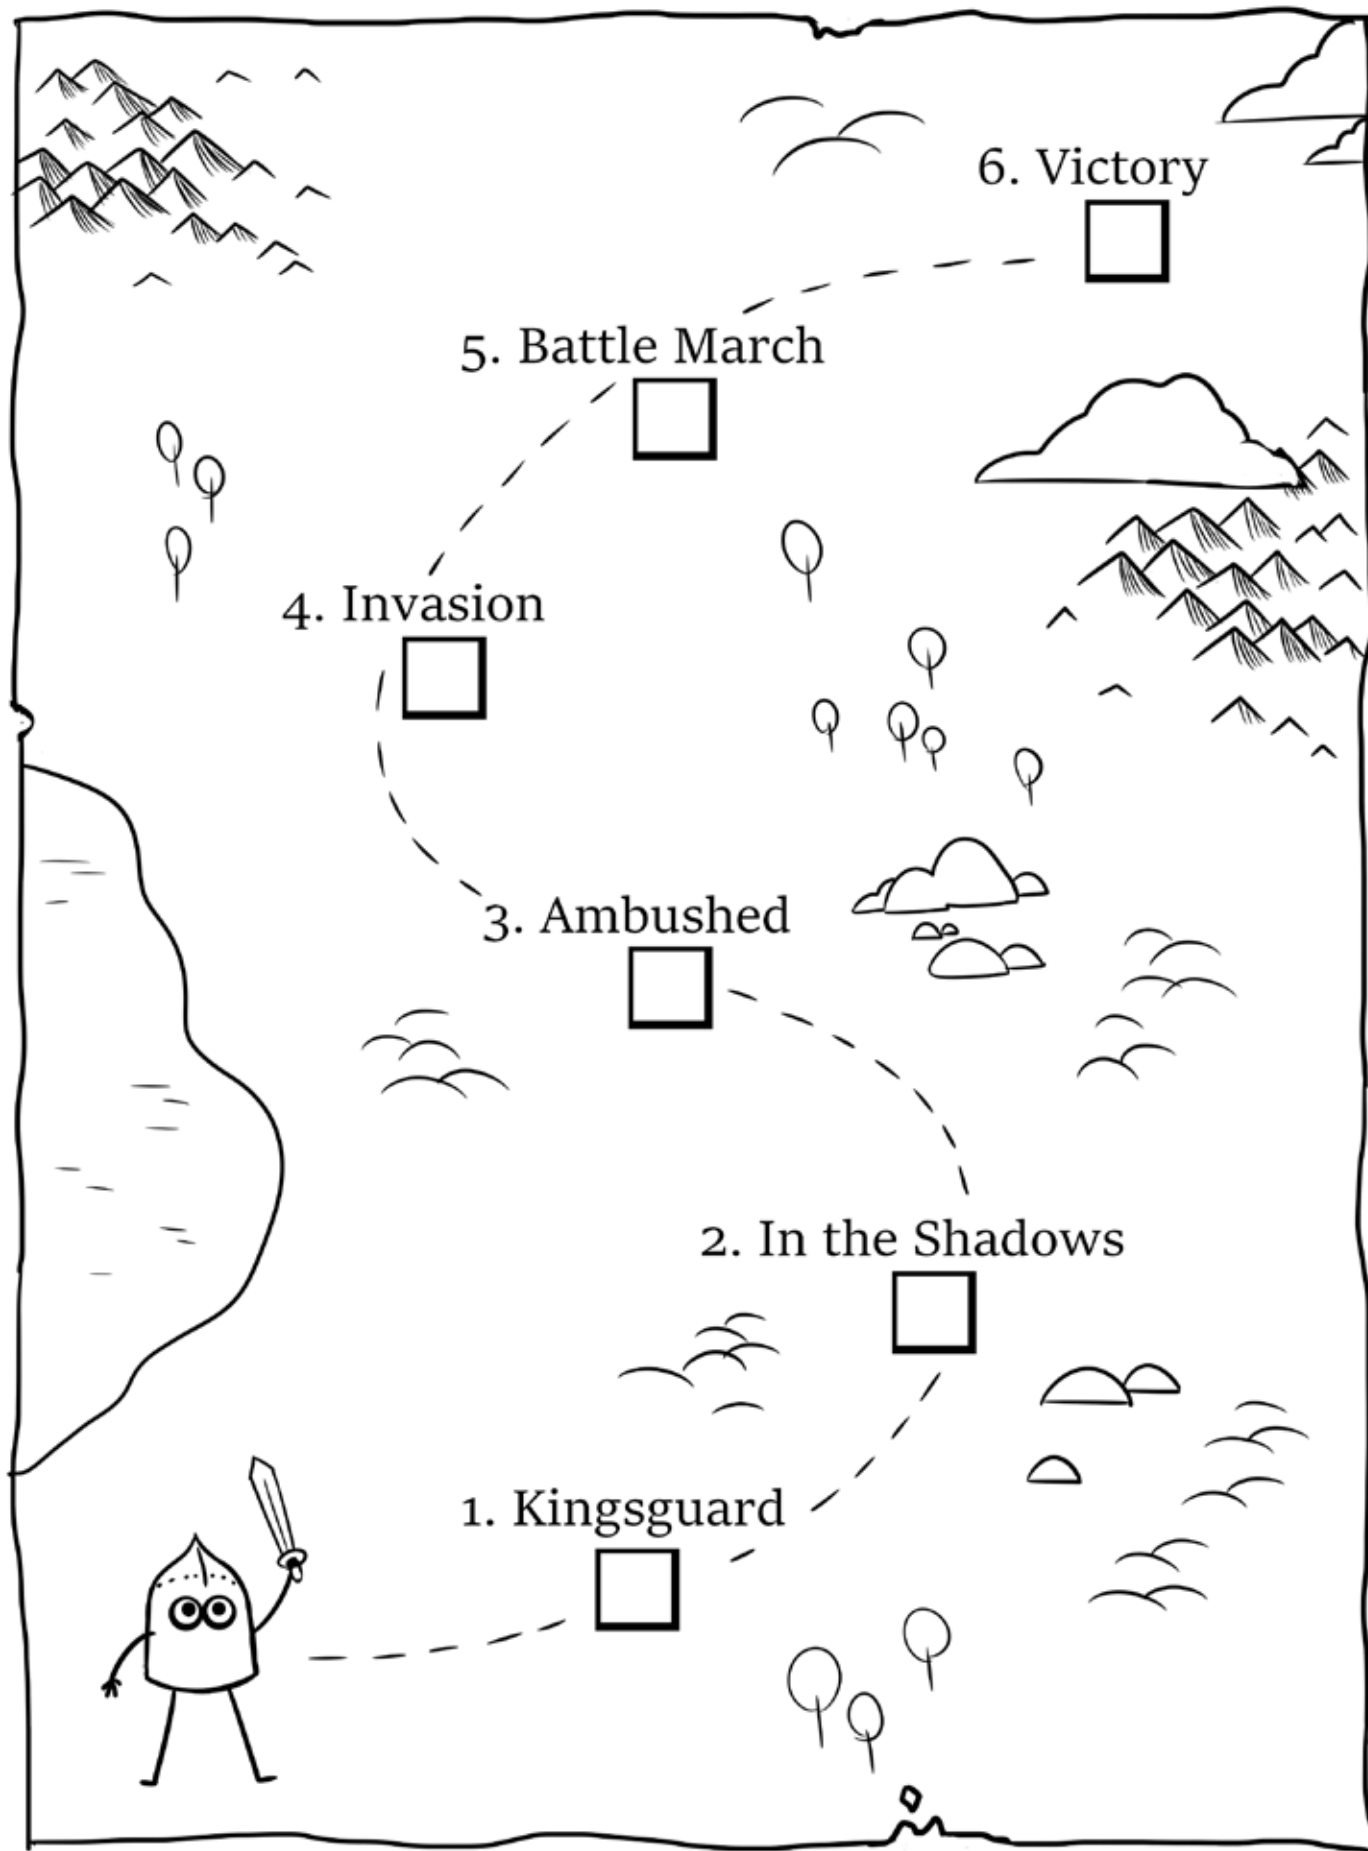 6. Victory
5. Battle March
4. Invasion
3. Ambushed
2. In the Shadows
1. Kingsguard